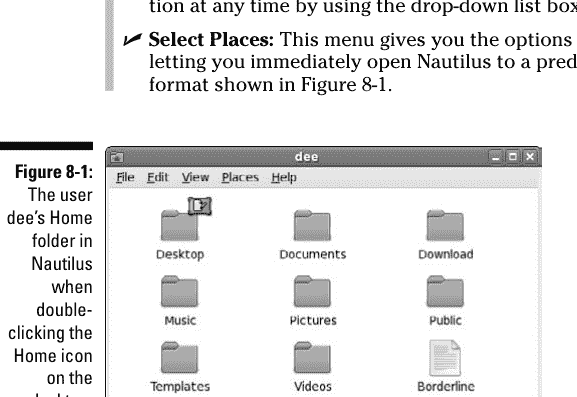 tion at any time by using the drop-down list box
Select Places: This menu gives you the options
letting you immediately open Nautilus to a pred
format shown in Figure 8-1.
Figure 8-1:
The user
dee's Home
folder in
Nautilus
when
double-
clicking the
Home icon
on the
dee
File Edit View Places Help
Desktop Documents Download
Music Pictures Public
Templates Videos Borderline